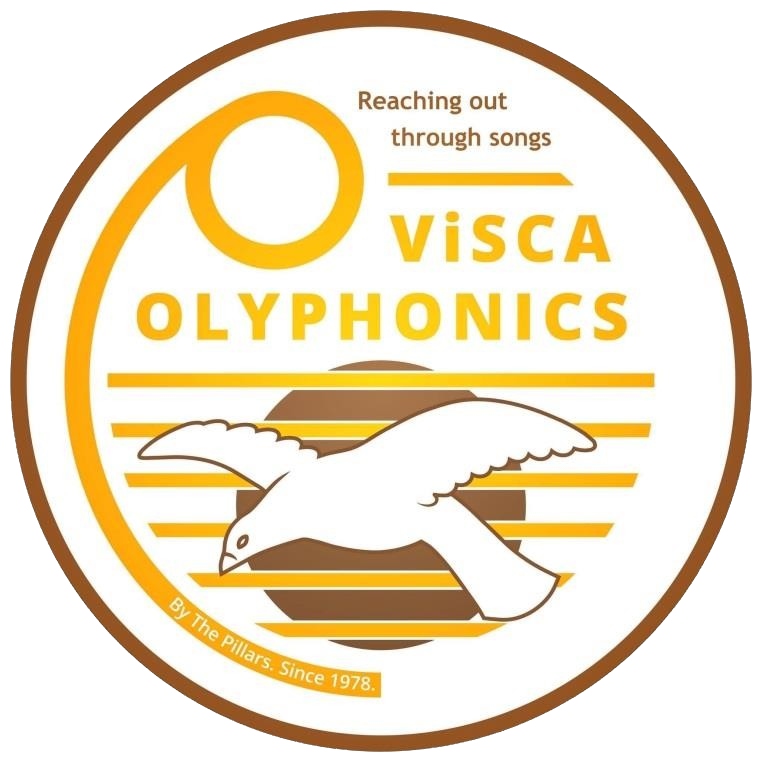 Reaching out
through songs
ViSCA
OLYPHONICS
By The Pillars. Since 1978.